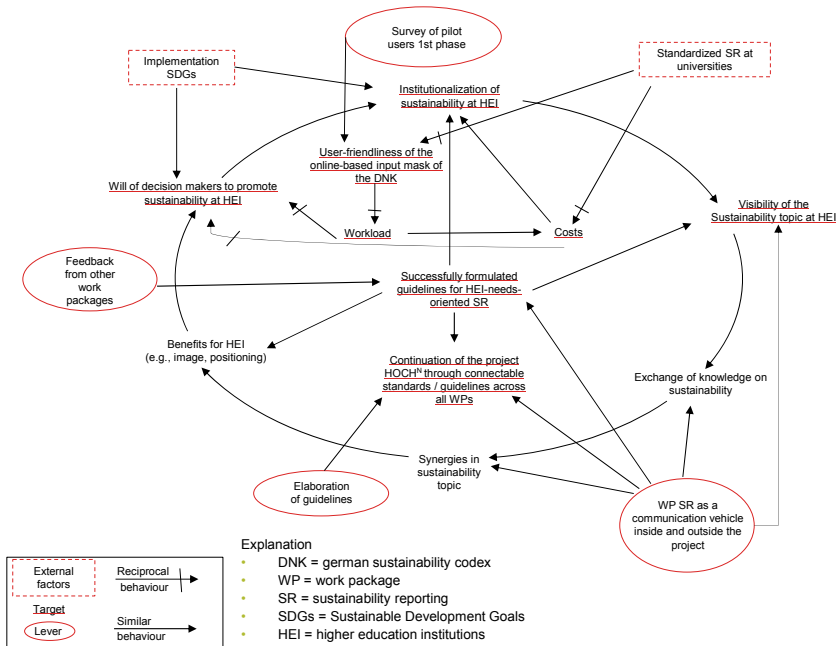 Survey of pilot
users 1st phase
Implementation
SDGs
Standardized SR at
universities
Institutionalization of
sustainability at HEI
User-friendliness of the
online-based input mask of
the DNK
Will of decision makers to promote
sustainability at HEI
Visibility of the
Sustainability topic at HEI
Workload
Costs
Feedback
from other
work
packages
Successfully formulated
guidelines for HEI-needs-
oriented SR
Benefits for HEI
(e.g., image, positioning)
Continuation of the project
HOCHᴺ through connectable
standards / guidelines across
all WPs
Exchange of knowledge on
sustainability
Synergies in
sustainability
topic
Elaboration
of guidelines
WP SR as a
communication vehicle
inside and outside the
project
External
factors
Reciprocal
behaviour
Target
Lever
Similar
behaviour
Explanation
• DNK = german sustainability codex
• WP = work package
• SR = sustainability reporting
• SDGs = Sustainable Development Goals
• HEI = higher education institutions